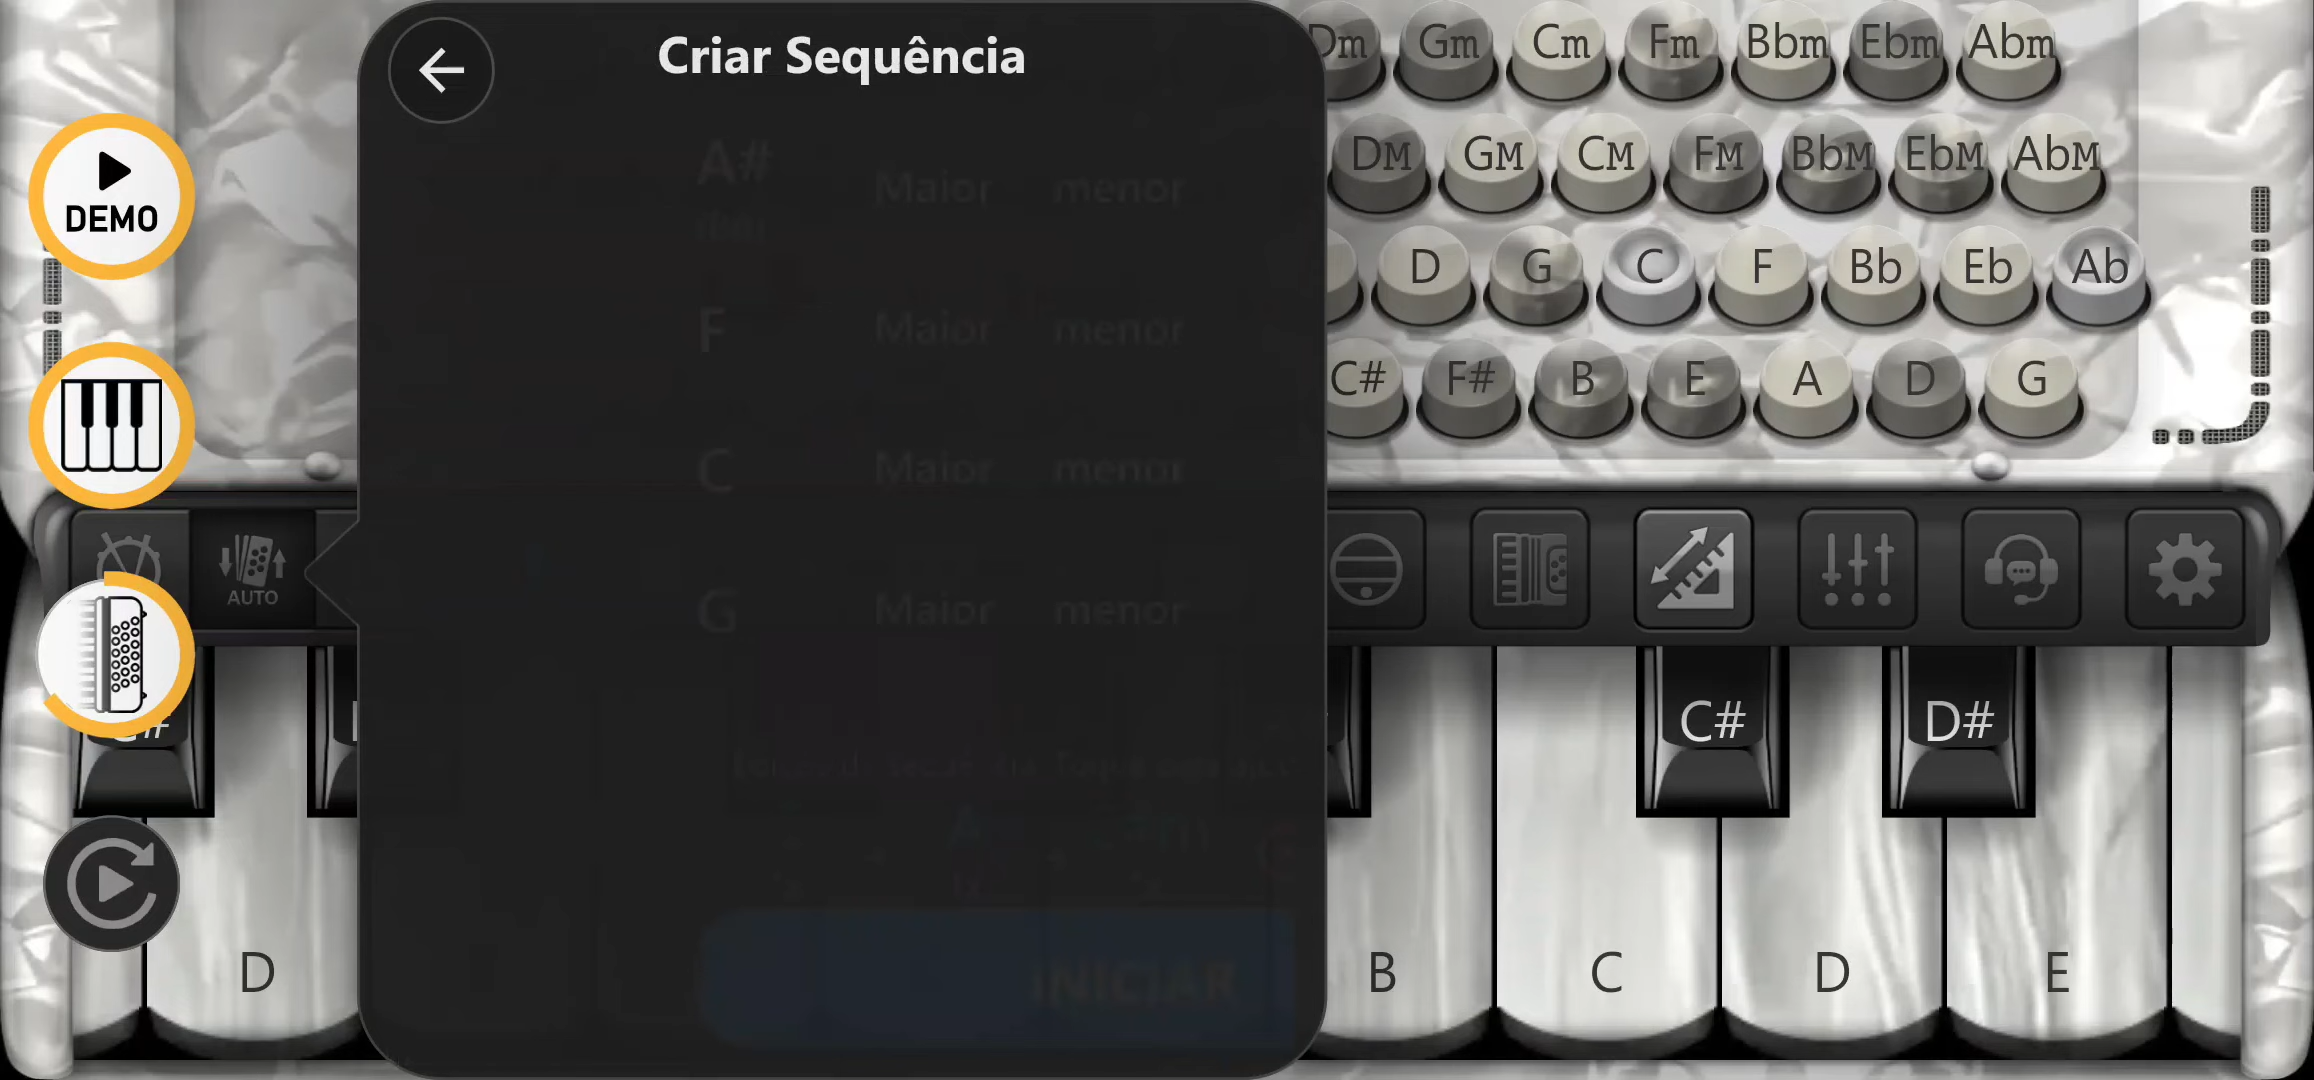 Criar Sequência
DEMO
A#
Maior menor
F
Maior menor
C
Maior menor
G
Maior menor
INICIAR
AUTO
Dm Gm Cm Fm Bbm Ebm Abm
DM GM CM FM BbM EbM AbM
D G C F Bb Eb Ab
C# F# B E A D G
C# D#
D B C D E